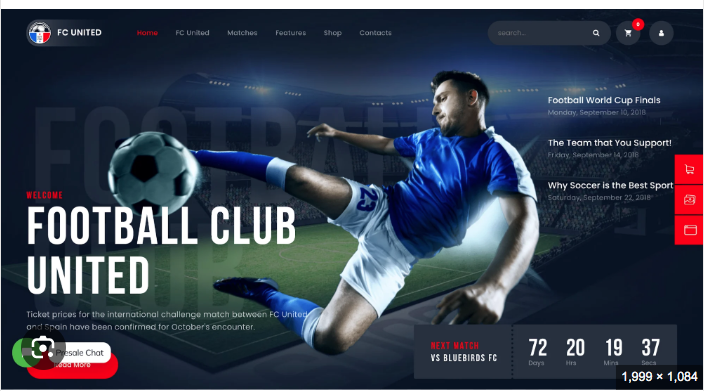 FC UNITED
Home
FC United
Matches
Features
Shop
Contacts
search...
0
FOOTBALL
CLUB
Football World Cup Finals
Monday, September 10, 2018
The Team that You Support!
Friday, September 14, 2018
Why Soccer is the Best Sport
Saturday, September 22, 2018
23
WELCOME
FOOTBALL CLUB
UNITED
Ticket prices for the international challenge match between FC United
and Spain have been confirmed for October's encounter.
Presale Chat
Read More
NEXT MATCH
VS BLUEBIRDS FC
72
Days
20
Hrs
19
Mins
37
Secs
1,999 × 1,084